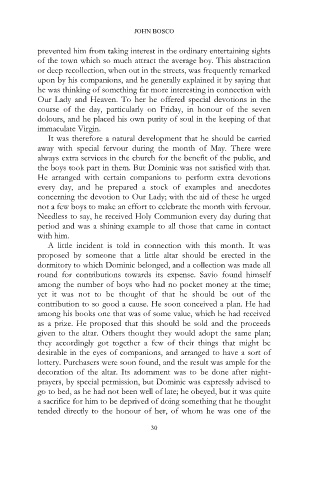 JOHN BOSCO
prevented him from taking interest in the ordinary entertaining sights
of the town which so much attract the average boy. This abstraction
or deep recollection, when out in the streets, was frequently remarked
upon by his companions, and he generally explained it by saying that
he was thinking of something far more interesting in connection with
Our Lady and Heaven. To her he offered special devotions in the
course of the day, particularly on Friday, in honour of the seven
dolours, and he placed his own purity of soul in the keeping of that
immaculate Virgin.
It was therefore a natural development that he should be carried
away with special fervour during the month of May. There were
always extra services in the church for the benefit of the public, and
the boys took part in them. But Dominic was not satisfied with that.
He arranged with certain companions to perform extra devotions
every day, and he prepared a stock of examples and anecdotes
concerning the devotion to Our Lady; with the aid of these he urged
not a few boys to make an effort to celebrate the month with fervour.
Needless to say, he received Holy Communion every day during that
period and was a shining example to all those that came in contact
with him.
A little incident is told in connection with this month. It was
proposed by someone that a little altar should be erected in the
dormitory to which Dominic belonged, and a collection was made all
round for contributions towards its expense. Savio found himself
among the number of boys who had no pocket money at the time;
yet it was not to be thought of that he should be out of the
contribution to so good a cause. He soon conceived a plan. He had
among his books one that was of some value, which he had received
as a prize. He proposed that this should be sold and the proceeds
given to the altar. Others thought they would adopt the same plan;
they accordingly got together a few of their things that might be
desirable in the eyes of companions, and arranged to have a sort of
lottery. Purchasers were soon found, and the result was ample for the
decoration of the altar. Its adornment was to be done after night-
prayers, by special permission, but Dominic was expressly advised to
go to bed, as he had not been well of late; he obeyed, but it was quite
a sacrifice for him to be deprived of doing something that he thought
tended directly to the honour of her, of whom he was one of the
30